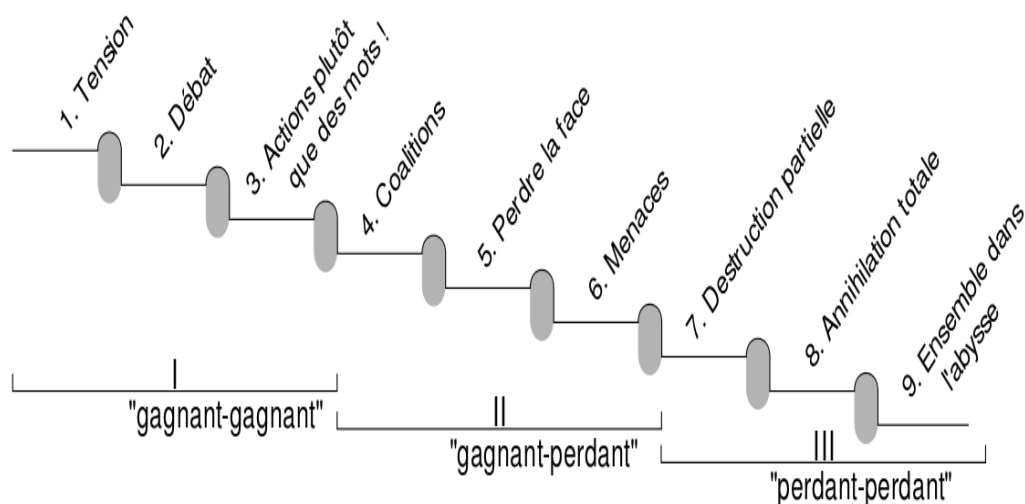 1. Tension
2. Débat
3. Actions plutôt
que des mots !
4. Coalitions
5. Perdre la face
6. Menaces
7. Destruction partielle
8. Annihilation totale
9. Ensemble dans
l'abysse
I
"gagnant-gagnant"
II
"gagnant-perdant"
III
"perdant-perdant"